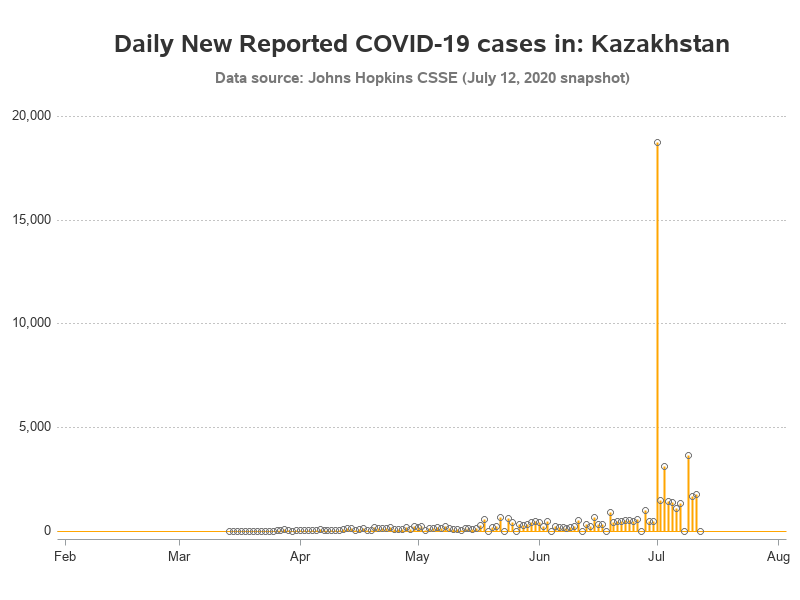 Daily New Reported COVID-19 cases in: Kazakhstan
Data source: Johns Hopkins CSSE (July 12, 2020 snapshot)
20,000
15,000
10,000
5,000
0
Feb Mar Apr May Jun Jul Aug